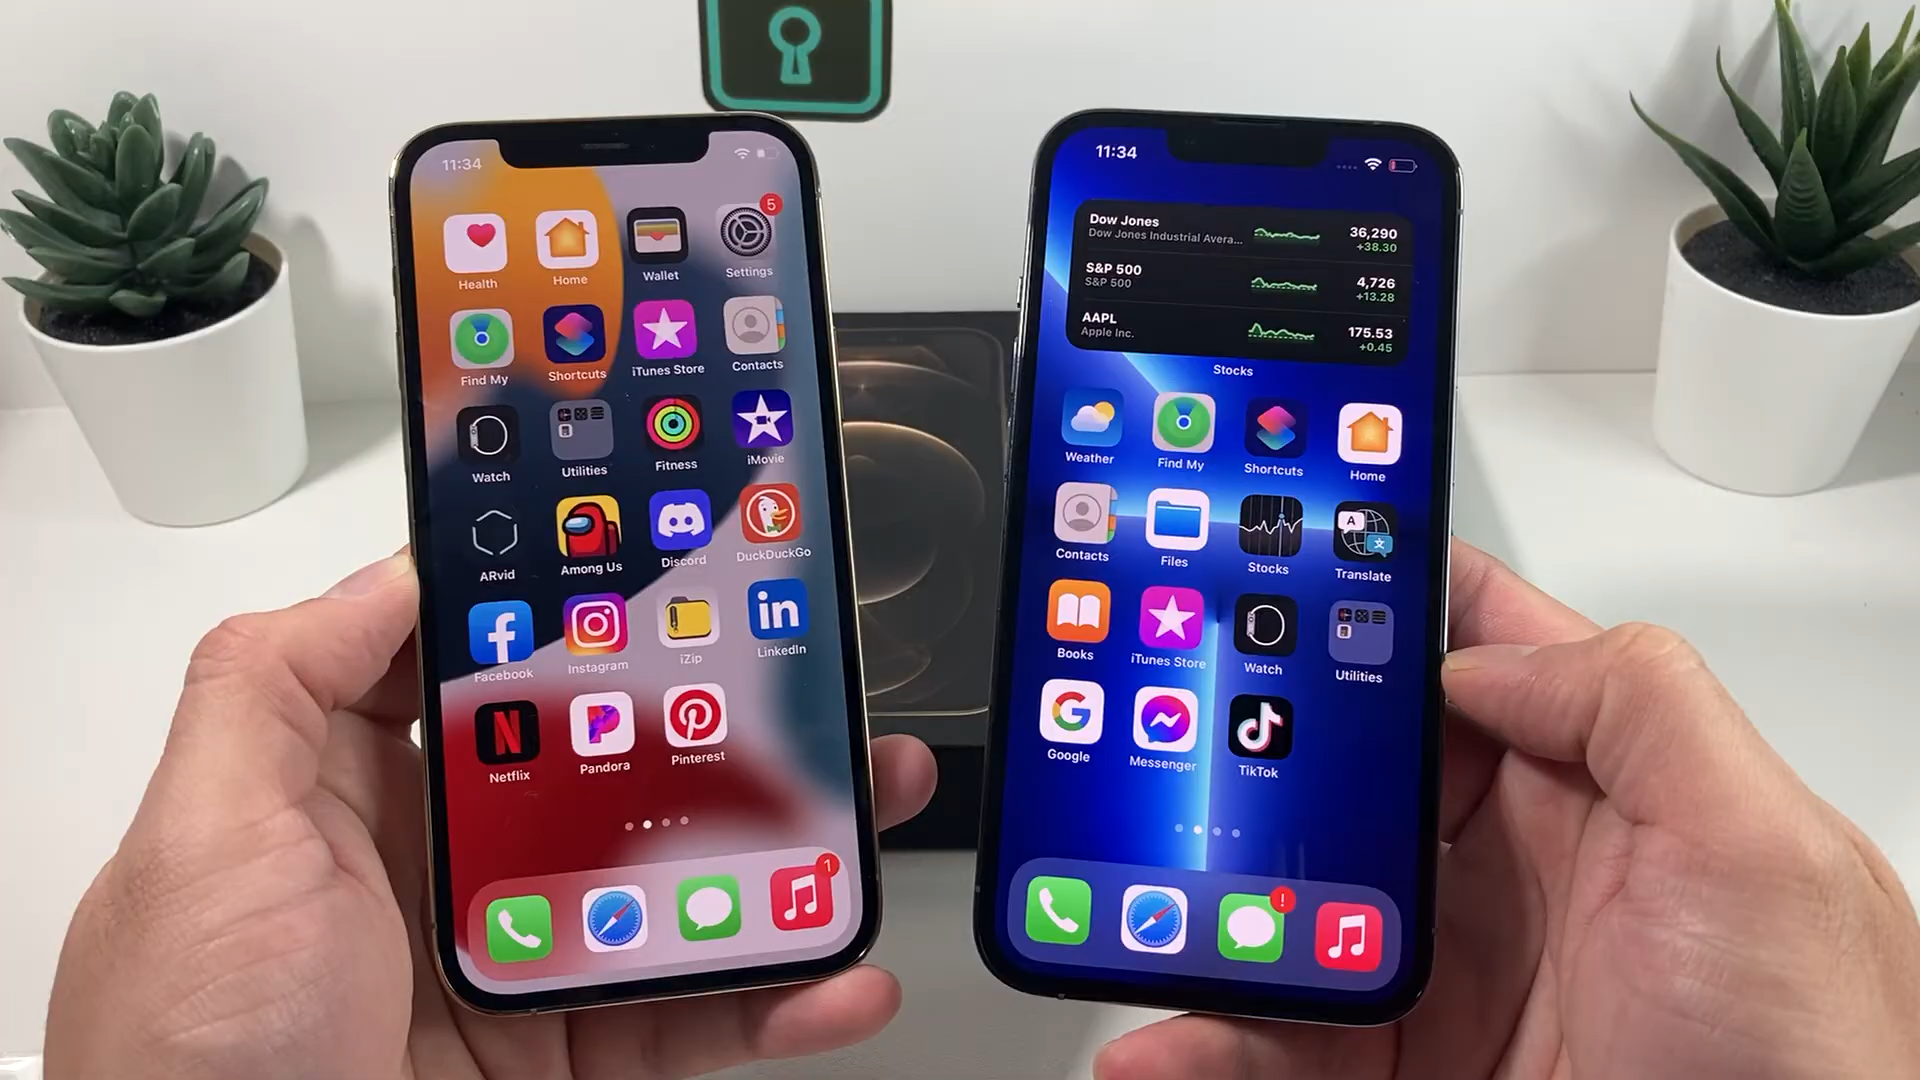 11:34
5
Health
Home
Wallet
Settings
Find My
Shortcuts
iTunes Store
Contacts
Watch
Utilities
Fitness
iMovie
ARvid
Among Us
Discord
DuckDuckGo
Facebook
Instagram
iZip
LinkedIn
Netflix
Pandora
Pinterest
1
11:34
Dow Jones
Dow Jones Industrial Avera...
36,290
+38.30
S&P 500
S&P 500
4,726
+13.28
AAPL
Apple Inc.
175.53
+0.45
Stocks
Weather
Find My
Shortcuts
Home
Contacts
Files
Stocks
Translate
Books
iTunes Store
Watch
Utilities
Google
Messenger
TikTok
!